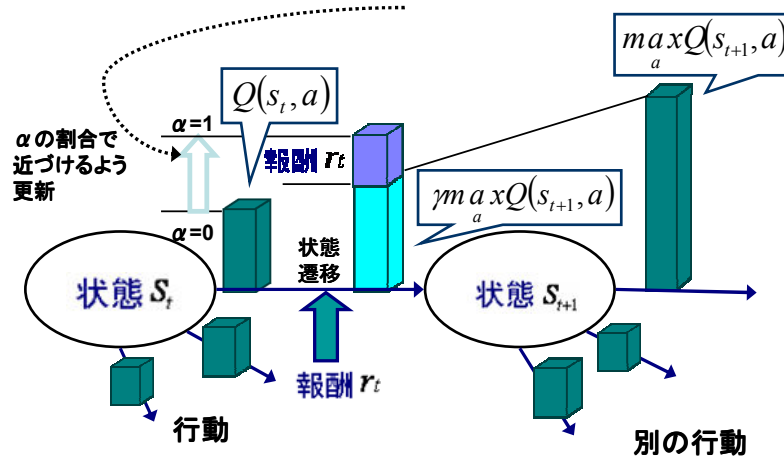 max_a Q(s_{t+1}, a)
Q(s_t, a)
α=1
αの割合で
近づけるよう
更新
報酬 r_t
γ max_a Q(s_{t+1}, a)
α=0
状態
遷移
状態 S_t
状態 S_{t+1}
報酬 r_t
行動
別の行動